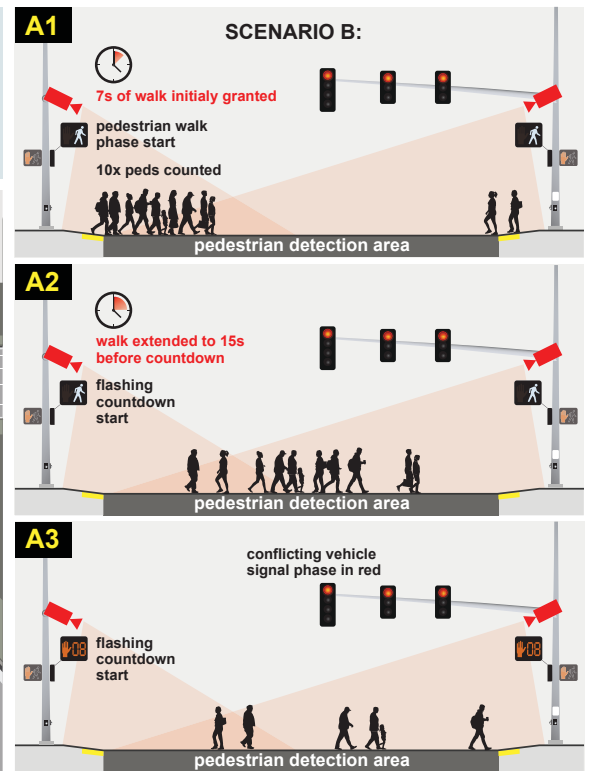 A1
SCENARIO B:
7s of walk initialy granted
pedestrian walk
phase start
10x peds counted
pedestrian detection area
A2
walk extended to 15s
before countdown
flashing
countdown
start
pedestrian detection area
A3
conflicting vehicle
signal phase in red
08
08
flashing
countdown
start
pedestrian detection area